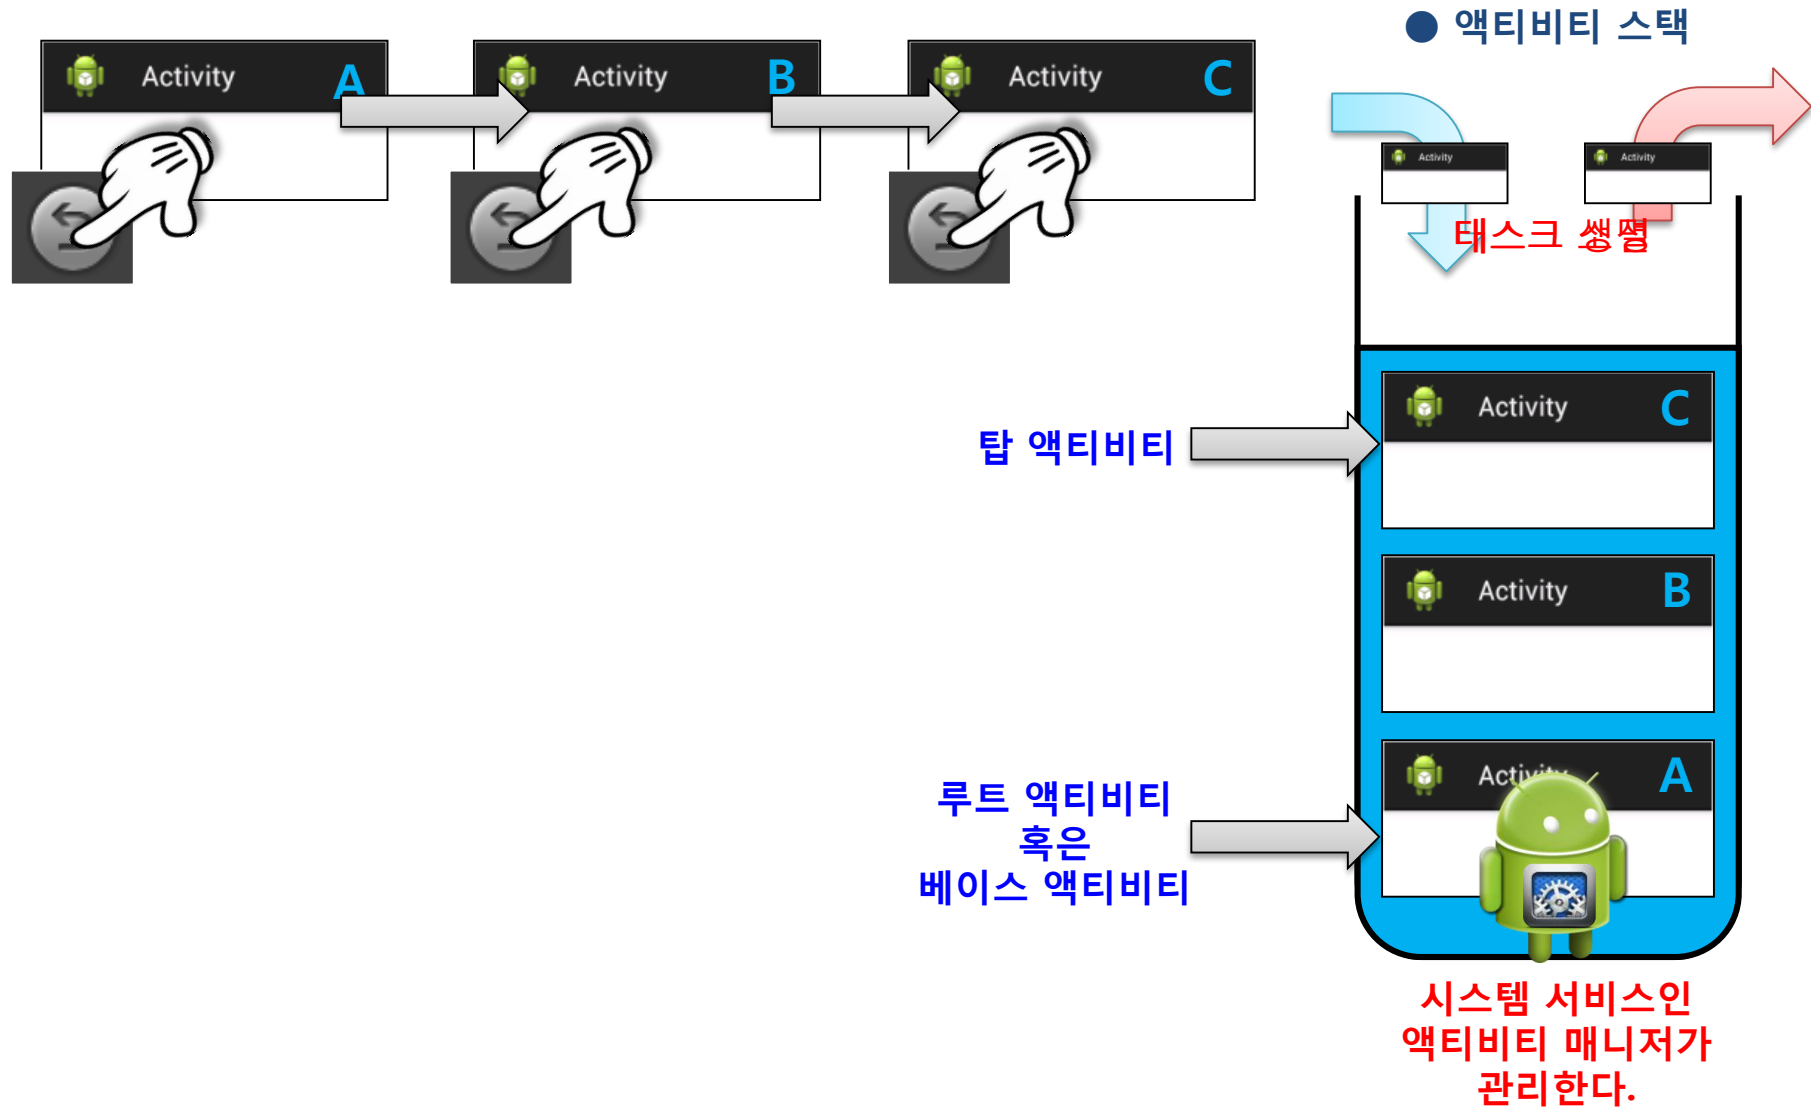 ● 액티비티 스택
Activity A
Activity B
Activity C
Activity
Activity
태스크
탑 액티비티
Activity C
Activity B
루트 액티비티
혹은
베이스 액티비티
Activity A
시스템 서비스인
액티비티 매니저가
관리한다.